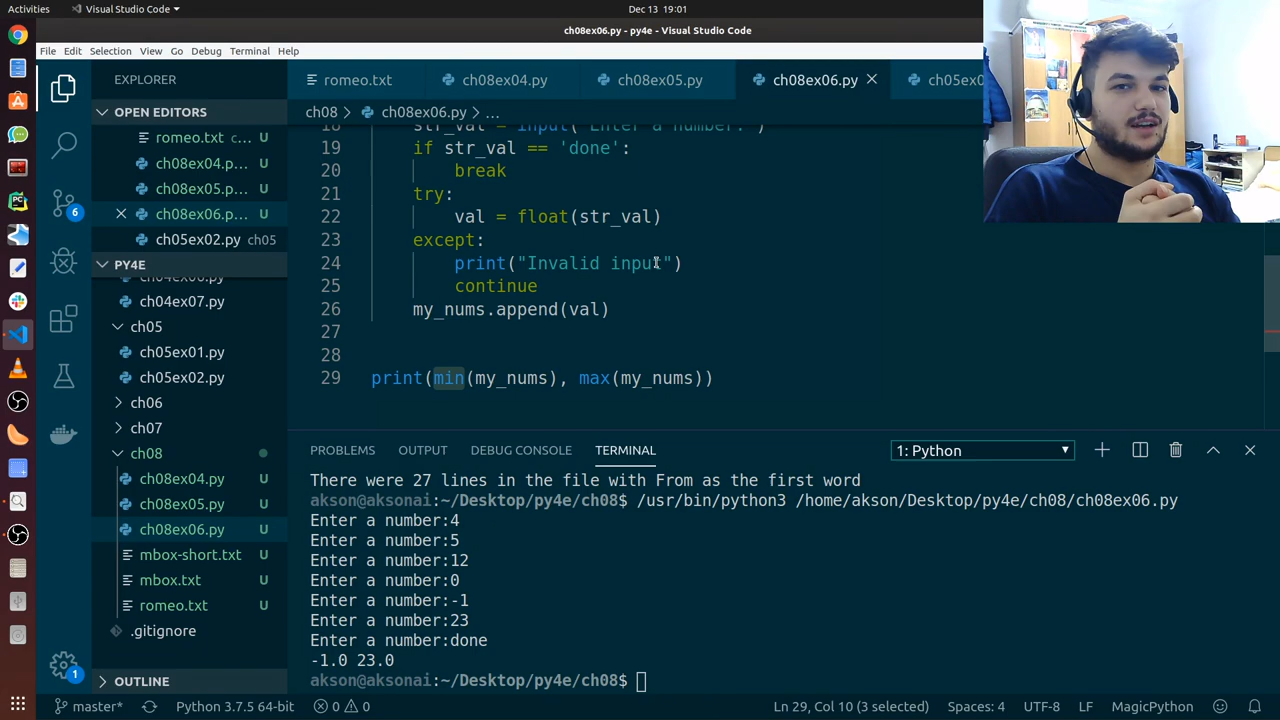 Activities
Visual Studio Code
Dec 13 19:01
ch08ex06.py - py4e - Visual Studio Code
File Edit Selection View Go Debug Terminal Help
EXPLORER
romeo.txt
ch08ex04.py
ch08ex05.py
ch08ex06.py
ch05ex0
OPEN EDITORS
romeo.txt c... U
ch08ex04.p... U
ch08ex05.p... U
ch08ex06.p... U
ch05ex02.py ch05
PY4E
ch04ex07.py
ch05
ch05ex01.py
ch05ex02.py
ch06
ch07
ch08
ch08ex04.py U
ch08ex05.py U
ch08ex06.py U
mbox-short.txt U
mbox.txt U
romeo.txt U
.gitignore
OUTLINE
6
1
ch08 > ch08ex06.py > ...
18 str_val = input("Enter a number:")
19 if str_val == 'done':
20 break
21 try:
22 val = float(str_val)
23 except:
24 print("Invalid input")
25 continue
26 my_nums.append(val)
27
28
29 print(min(my_nums), max(my_nums))
PROBLEMS OUTPUT DEBUG CONSOLE TERMINAL
1: Python
There were 27 lines in the file with From as the first word
akson@aksonai:~/Desktop/py4e/ch08$ /usr/bin/python3 /home/akson/Desktop/py4e/ch08/ch08ex06.py
Enter a number:4
Enter a number:5
Enter a number:12
Enter a number:0
Enter a number:-1
Enter a number:23
Enter a number:done
-1.0 23.0
akson@aksonai:~/Desktop/py4e/ch08$
master* Python 3.7.5 64-bit 0 0 Ln 29, Col 10 (3 selected) Spaces: 4 UTF-8 LF MagicPython